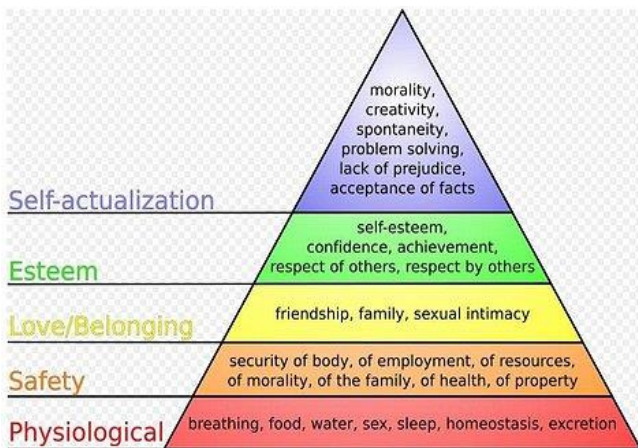 morality,
creativity,
spontaneity,
problem solving,
lack of prejudice,
acceptance of facts
Self-actualization
self-esteem,
confidence, achievement,
respect of others, respect by others
Esteem
friendship, family, sexual intimacy
Love/Belonging
security of body, of employment, of resources,
of morality, of the family, of health, of property
Safety
breathing, food, water, sex, sleep, homeostasis, excretion
Physiological